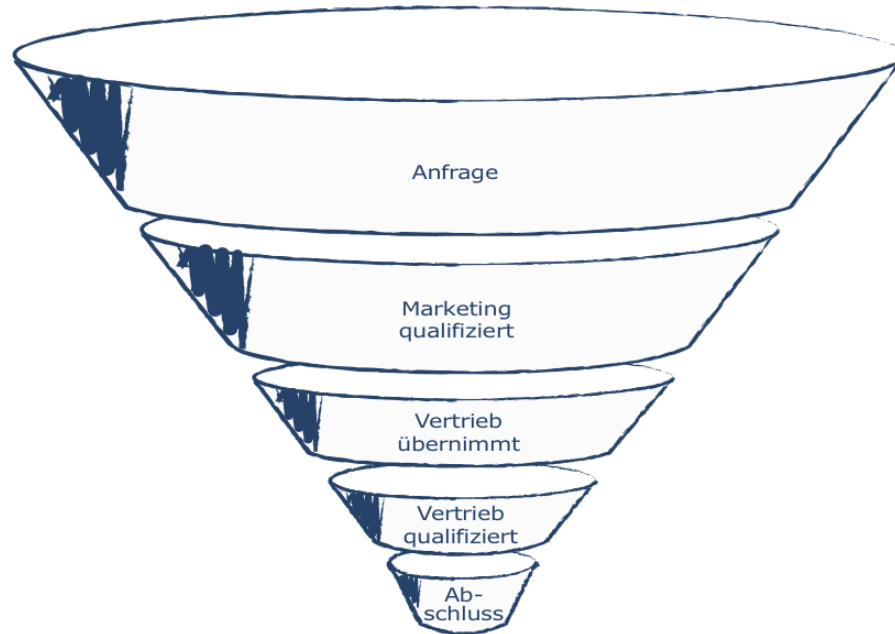 Anfrage
Marketing
qualifiziert
Vertrieb
übernimmt
Vertrieb
qualifiziert
Ab-
schluss